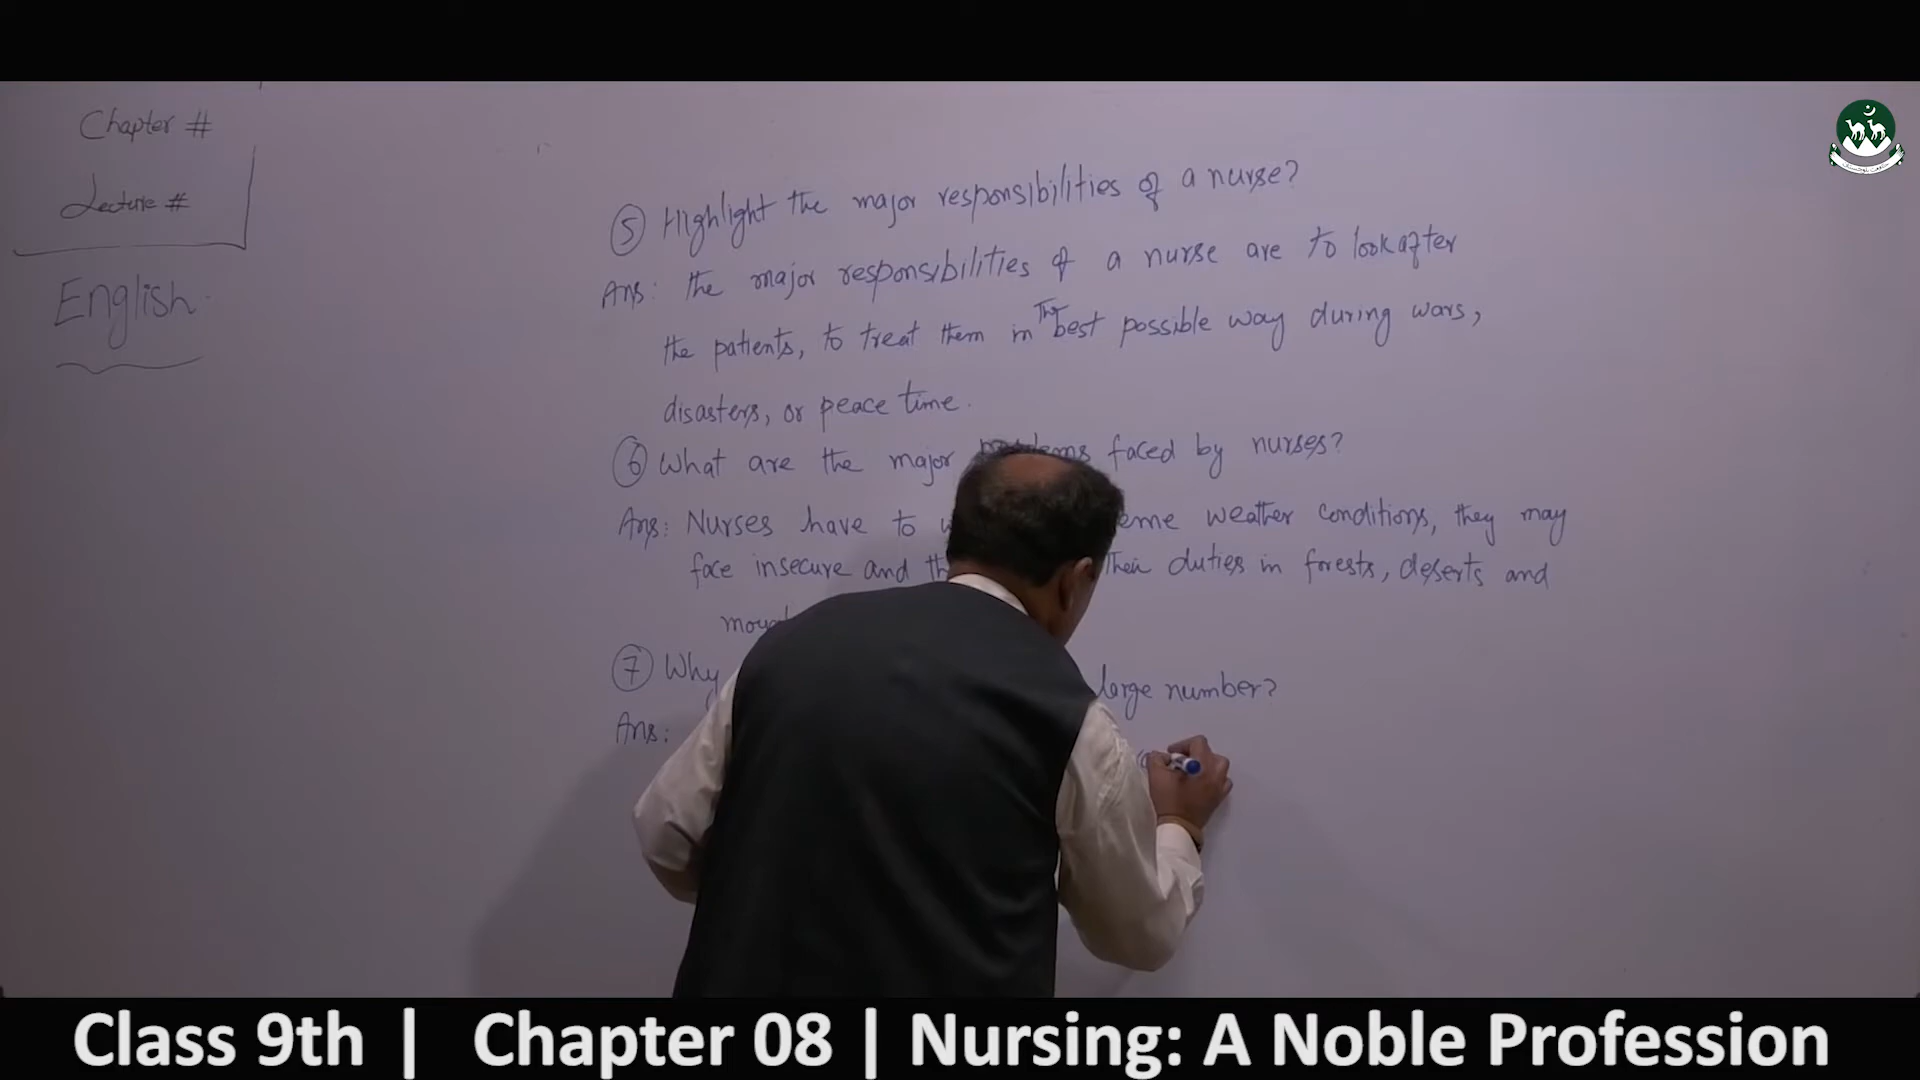 Chapter #
Lecture #
English
5 Highlight the major responsibilities of a nurse?
Ans: the major responsibilities of a nurse are to look after
the patients, to treat them in the best possible way during wars,
disasters, or peace time.
6 What are the major problems faced by nurses?
Ans: Nurses have to weather conditions, they may
face insecure and their duties in forests, deserts and
7 Why large number?
Ans:
Class 9th | Chapter 08 | Nursing: A Noble Profession